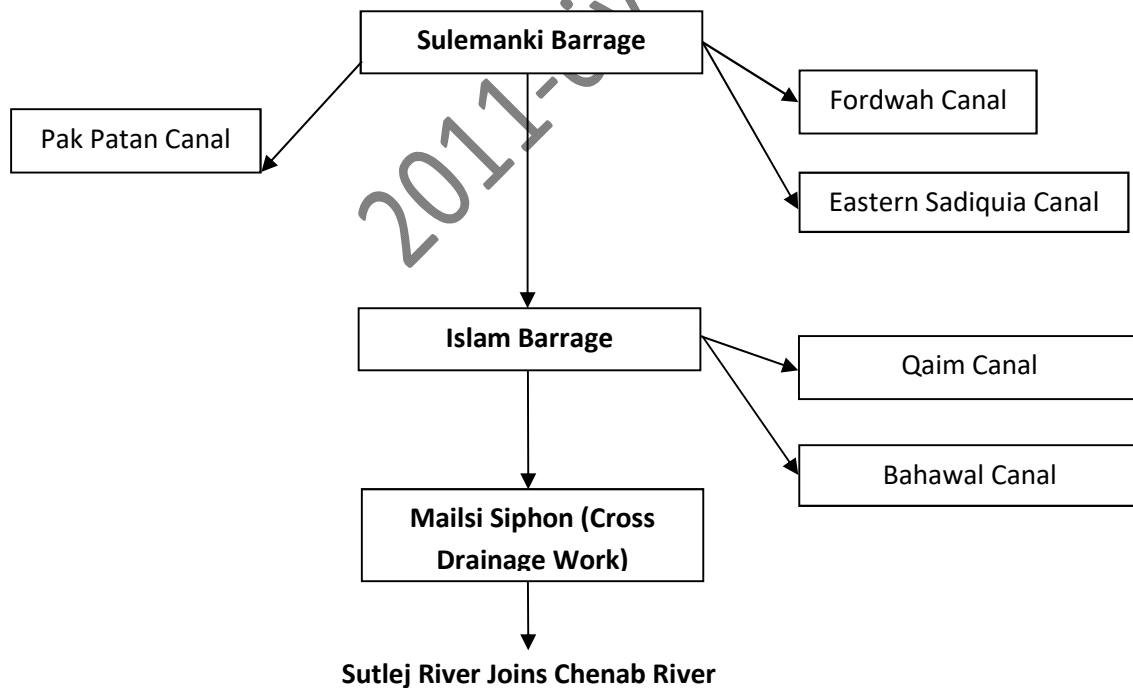 Sulemanki Barrage
Fordwah Canal
Pak Patan Canal
Eastern Sadiquia Canal
Islam Barrage
Qaim Canal
Bahawal Canal
Mailsi Siphon (Cross
Drainage Work)
Sutlej River Joins Chenab River